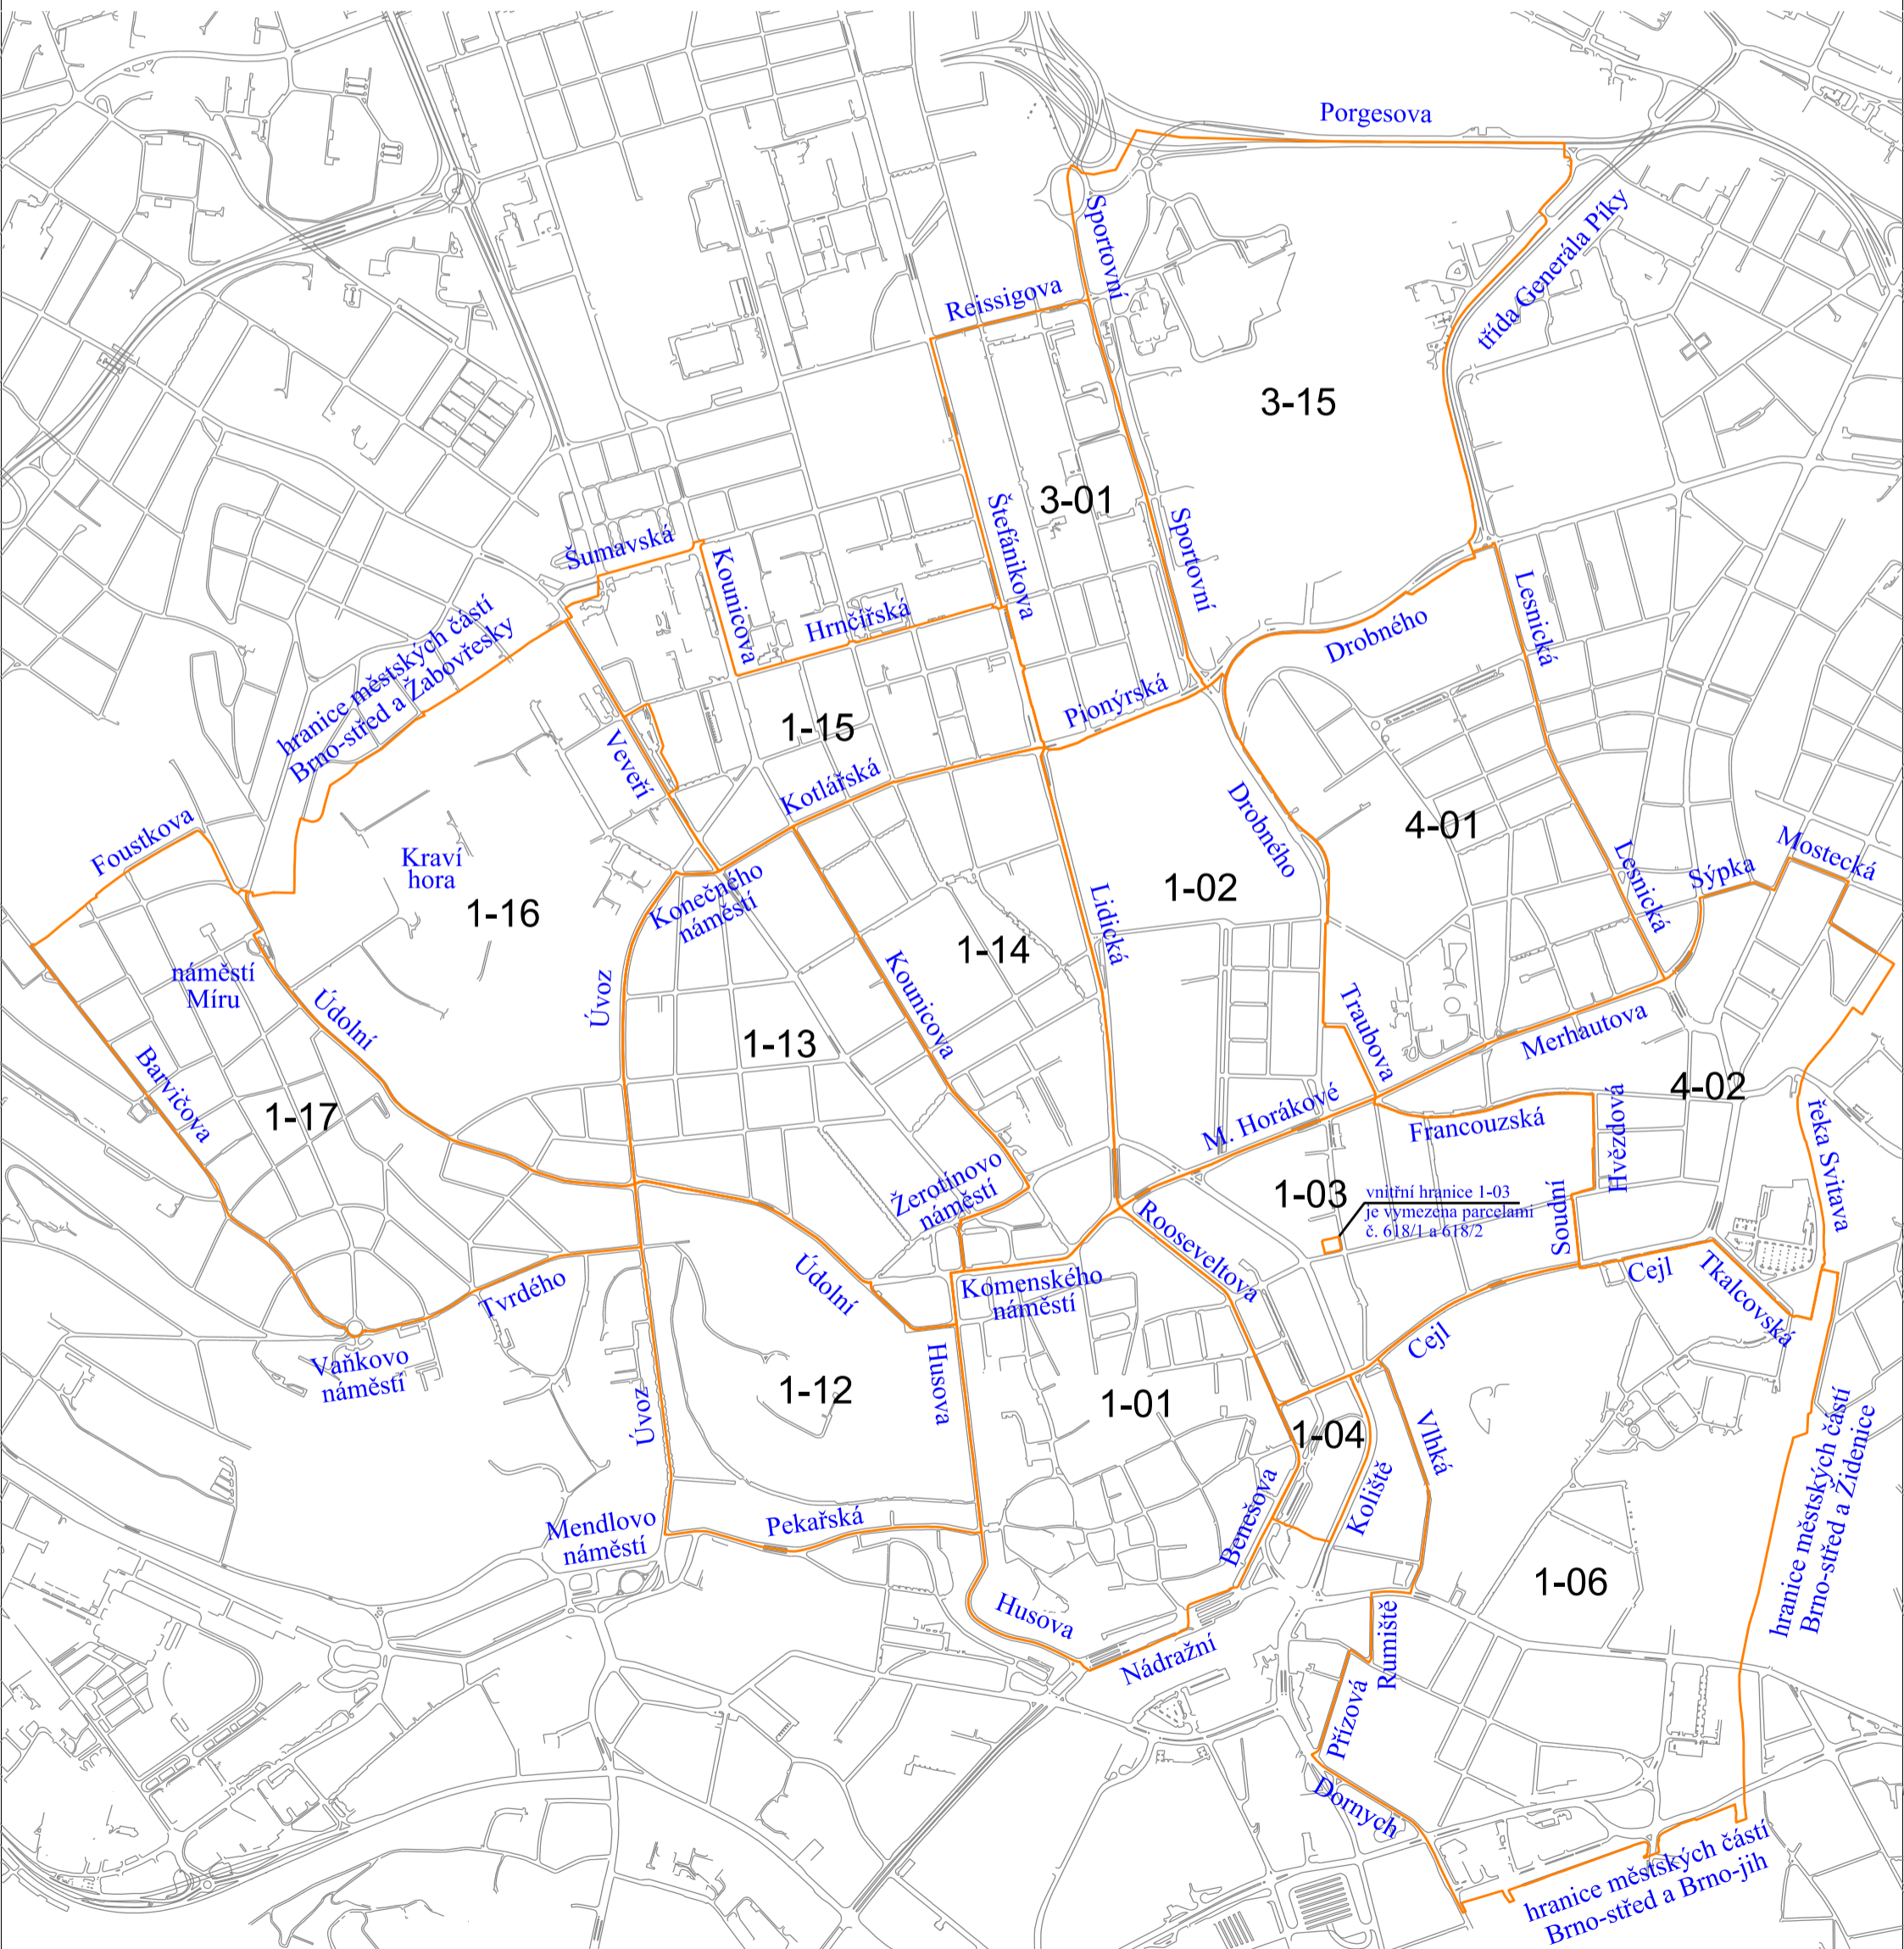 Porgesova
Sportovní
třída Generála Píky
Reissigova
3-15
3-01
Štefánikova
Sportovní
Šumavská
Kounicova
Hrnčířská
Lesnická
Drobného
hranice městských částí
Brno-střed a Žabovřesky
Pionýrská
1-15
Veveří
Kotlářská
Drobného
4-01
Foustkova
Kraví
hora
1-16
Konečného
náměstí
1-02
Lidická
Lesnická
Sýpka
Mostecká
1-14
Kounicova
náměstí
Míru
Údolní
Úvoz
1-13
Traubova
Merhautova
Barvičova
1-17
4-02
M. Horákové
Francouzská
Hvězdová
řeka Svitava
Žerotínovo
náměstí
1-03
vnitřní hranice 1-03
je vymezena parcelami
č. 618/1 a 618/2
Soupní
Rooseveltova
Údolní
Komenského
náměstí
Tvrdého
Cejl
Tkalcovská
Cejl
Vaňkovo
náměstí
Úvoz
1-12
Husova
1-01
1-04
Vlhká
Koliště
Benešova
hranice městských částí
Brno-střed a Židenice
Mendlovo
náměstí
Pekařská
1-06
Husova
Nádražní
Rumiště
Přízová
Dornych
hranice městských částí
Brno-střed a Brno-jih